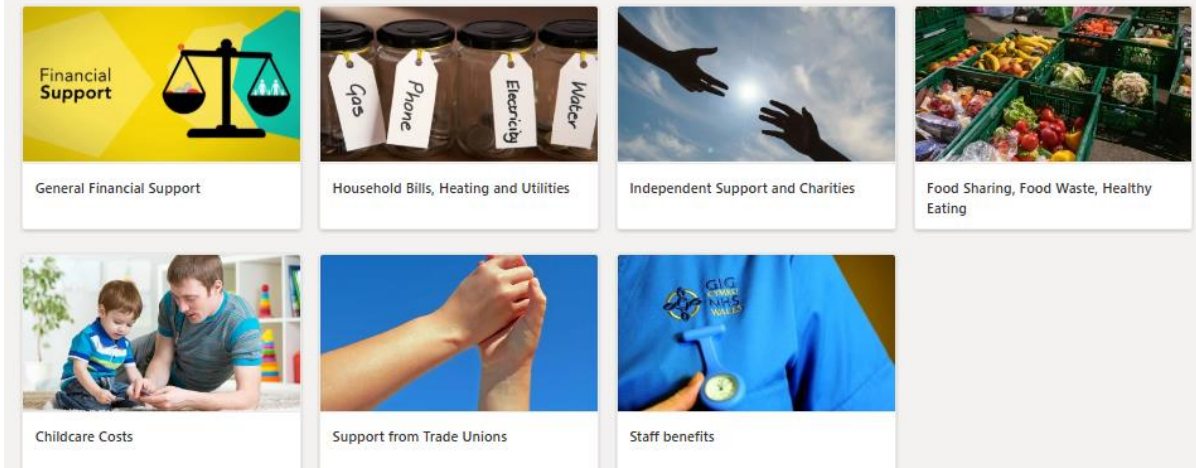 Financial
Support
Gas
Phone
Electricity
Water
General Financial Support
Household Bills, Heating and Utilities
Independent Support and Charities
Food Sharing, Food Waste, Healthy
Eating
GIG
CYMRU
NHS
WALES
Childcare Costs
Support from Trade Unions
Staff benefits